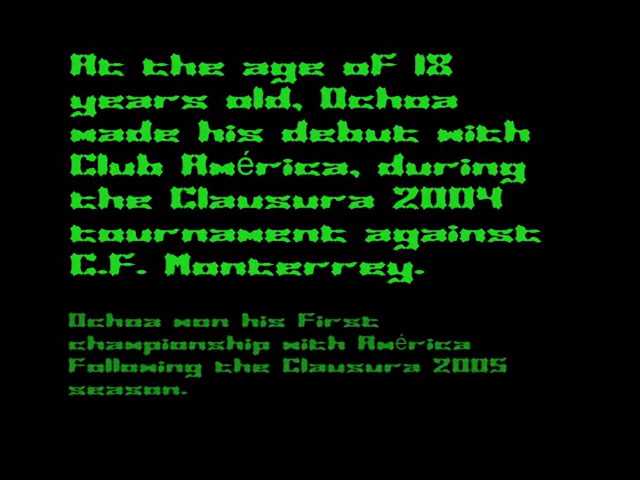 At the age of 18
years old, Ochoa
made his debut with
Club América, during
the Clausura 2004
tournament against
C.F. Monterrey.
Ochoa won his first
championship with América
following the Clausura 2005
season.